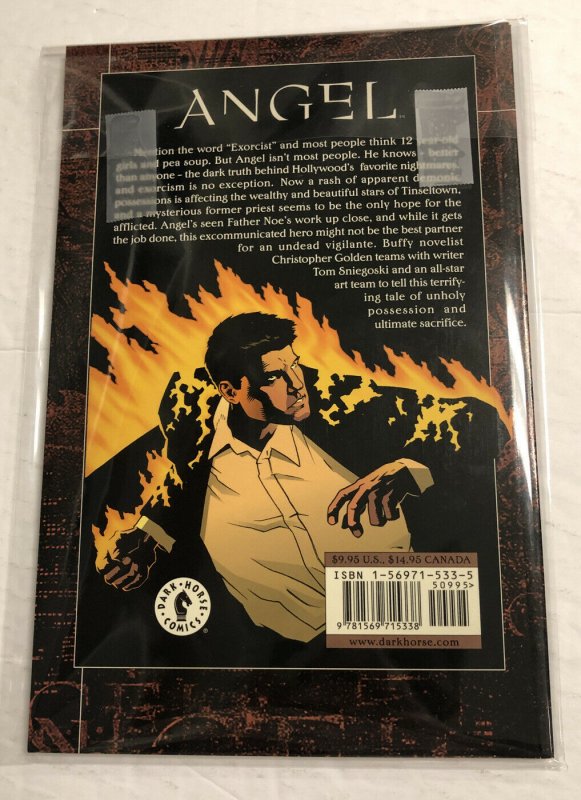 ANGEL™
Mention the word "Exorcist" and most people think 12 year-old
girls and pea soup. But Angel isn't most people. He knows - better
than anyone - the dark truth behind Hollywood's favorite nightmares,
and exorcism is no exception. Now a rash of apparent demonic
possessions is affecting the wealthy and beautiful stars of Tinseltown,
and a mysterious former priest seems to be the only hope for the
afflicted. Angel's seen Father Noe's work up close, and while it gets
the job done, this excommunicated hero might not be the best partner
for an undead vigilante. Buffy novelist
Christopher Golden teams with writer
Tom Sniegoski and an all-star
art team to tell this terrify-
ing tale of unholy
possession and
ultimate sacrifice.
$9.95 U.S., $14.95 CANADA
ISBN 1-56971-533-5
50995>
9 781569 715338
www.darkhorse.com
DARK HORSE COMICS®